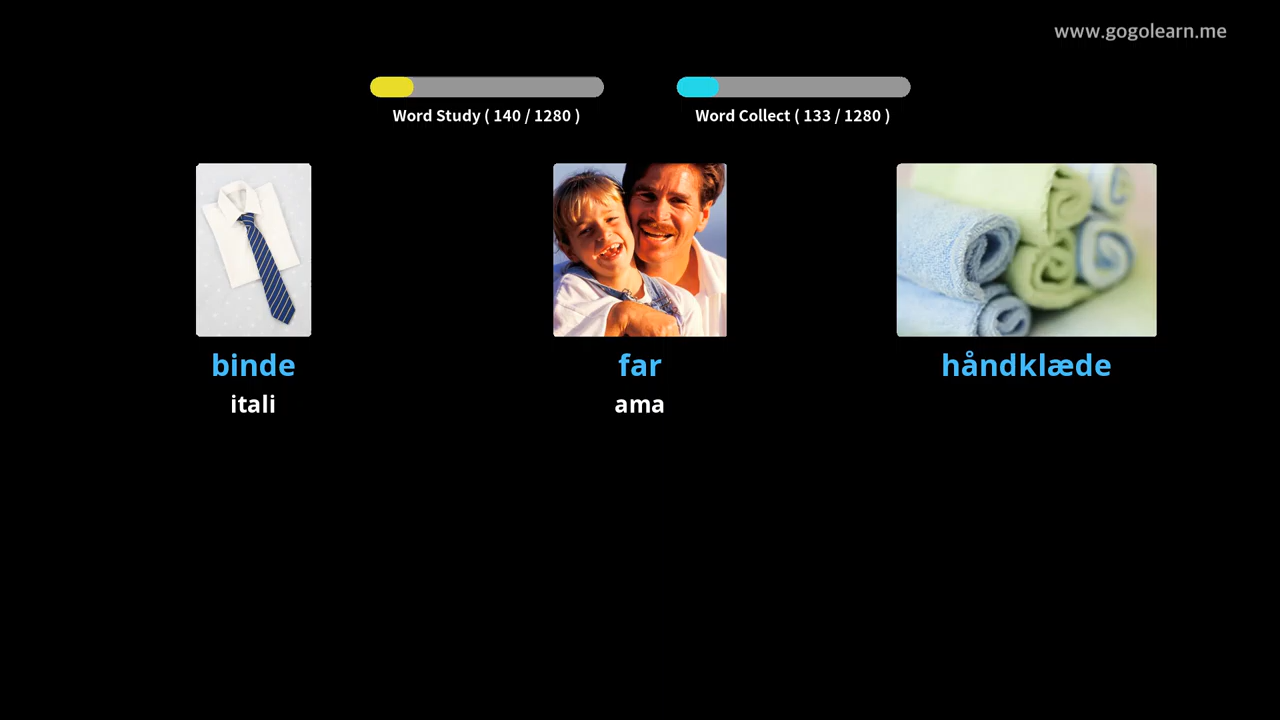 www.gogolearn.me
Word Study ( 140 / 1280 )
Word Collect ( 133 / 1280 )
binde
itali
far
ama
håndklæde